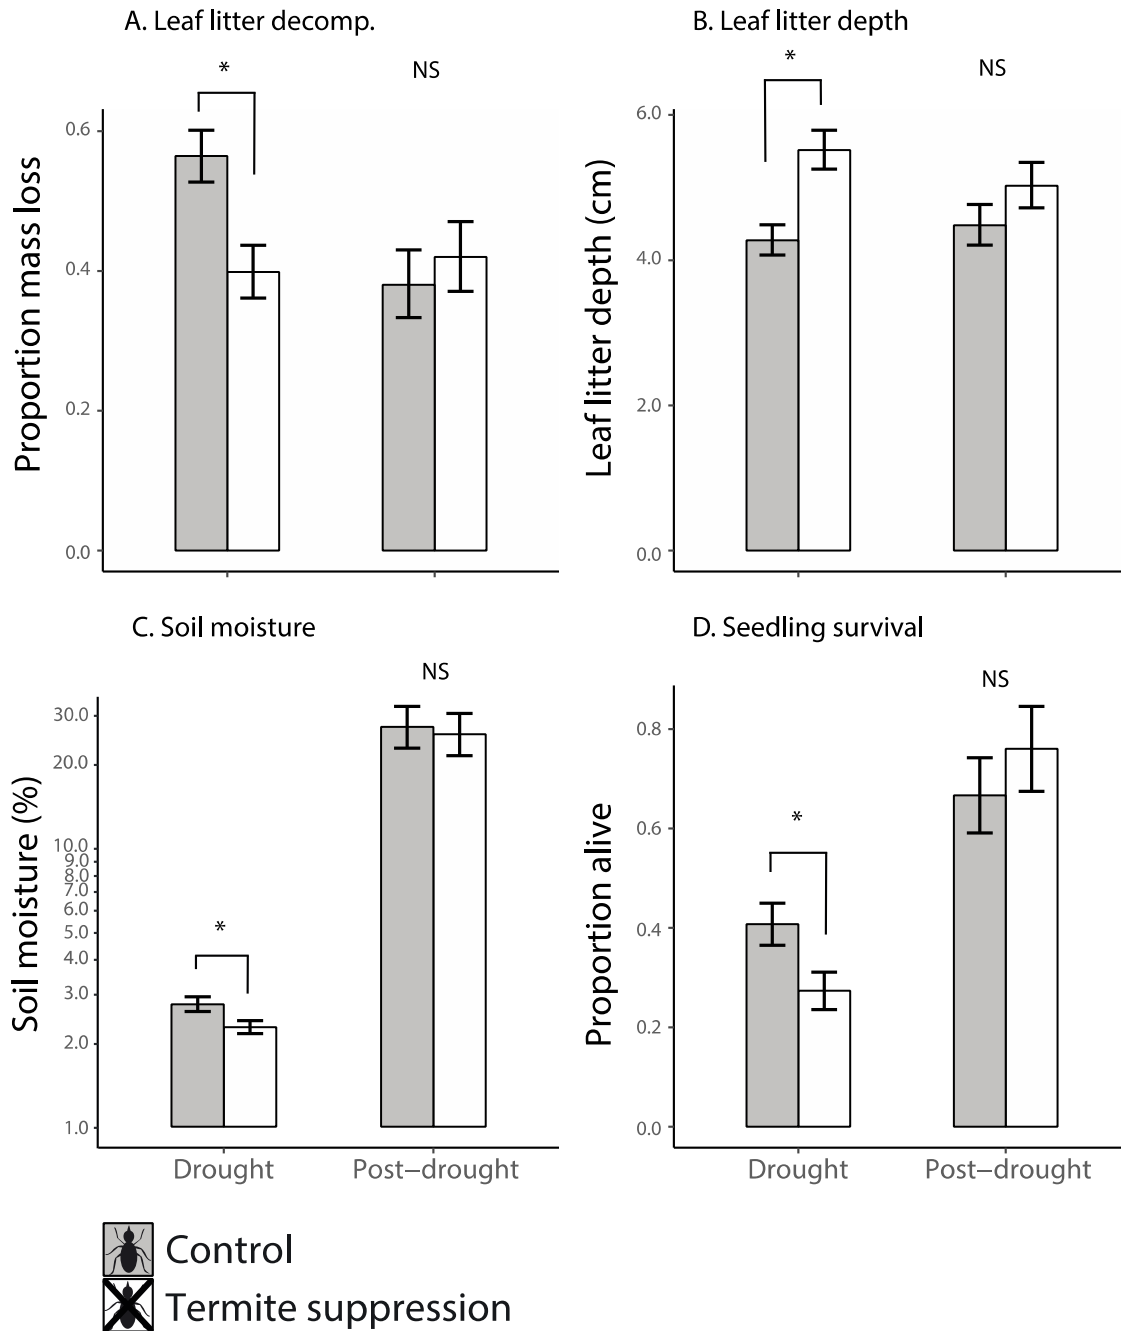 A. Leaf litter decomp.
* NS
Proportion mass loss
0.6
0.4
0.2
0.0
B. Leaf litter depth
* NS
Leaf litter depth (cm)
6.0
4.0
2.0
0.0
C. Soil moisture
NS
*
Soil moisture (%)
30.0
20.0
10.0
9.0
8.0
7.0
6.0
5.0
4.0
3.0
2.0
1.0
Drought Post−drought
D. Seedling survival
NS
*
Proportion alive
0.8
0.6
0.4
0.2
0.0
Drought Post−drought
Control
Termite suppression